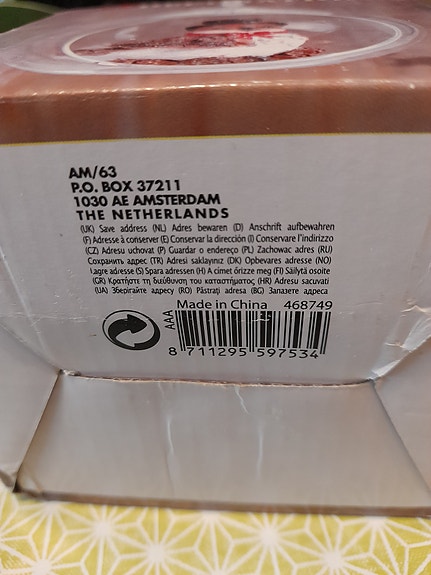 AM/63
P.O. BOX 37211
1030 AE AMSTERDAM
THE NETHERLANDS
(UK) Save address (NL) Adres bewaren (D) Anschrift aufbewahren
(F) Adresse à conserver (E) Conservar la dirección (I) Conservare l'indirizzo
(CZ) Adresu uchovat (P) Guardar o endereço (PL) Zachowac adres (RU)
Сохранить адрес (TR) Adresi saklayınız (DK) Opbevares adresse (NO)
Lagre adresse (S) Spara adressen (H) A címet őrizze meg (FI) Säilytä osoite
(GR) Κρατήστε τη διεύθυνση του καταστήματος (HR) Adresu sacuvati
(UA) Зберігайте адресу (RO) Păstrați adresa (BG) Запазете адреса
Made in China 468749
AAA
8 711295 597534